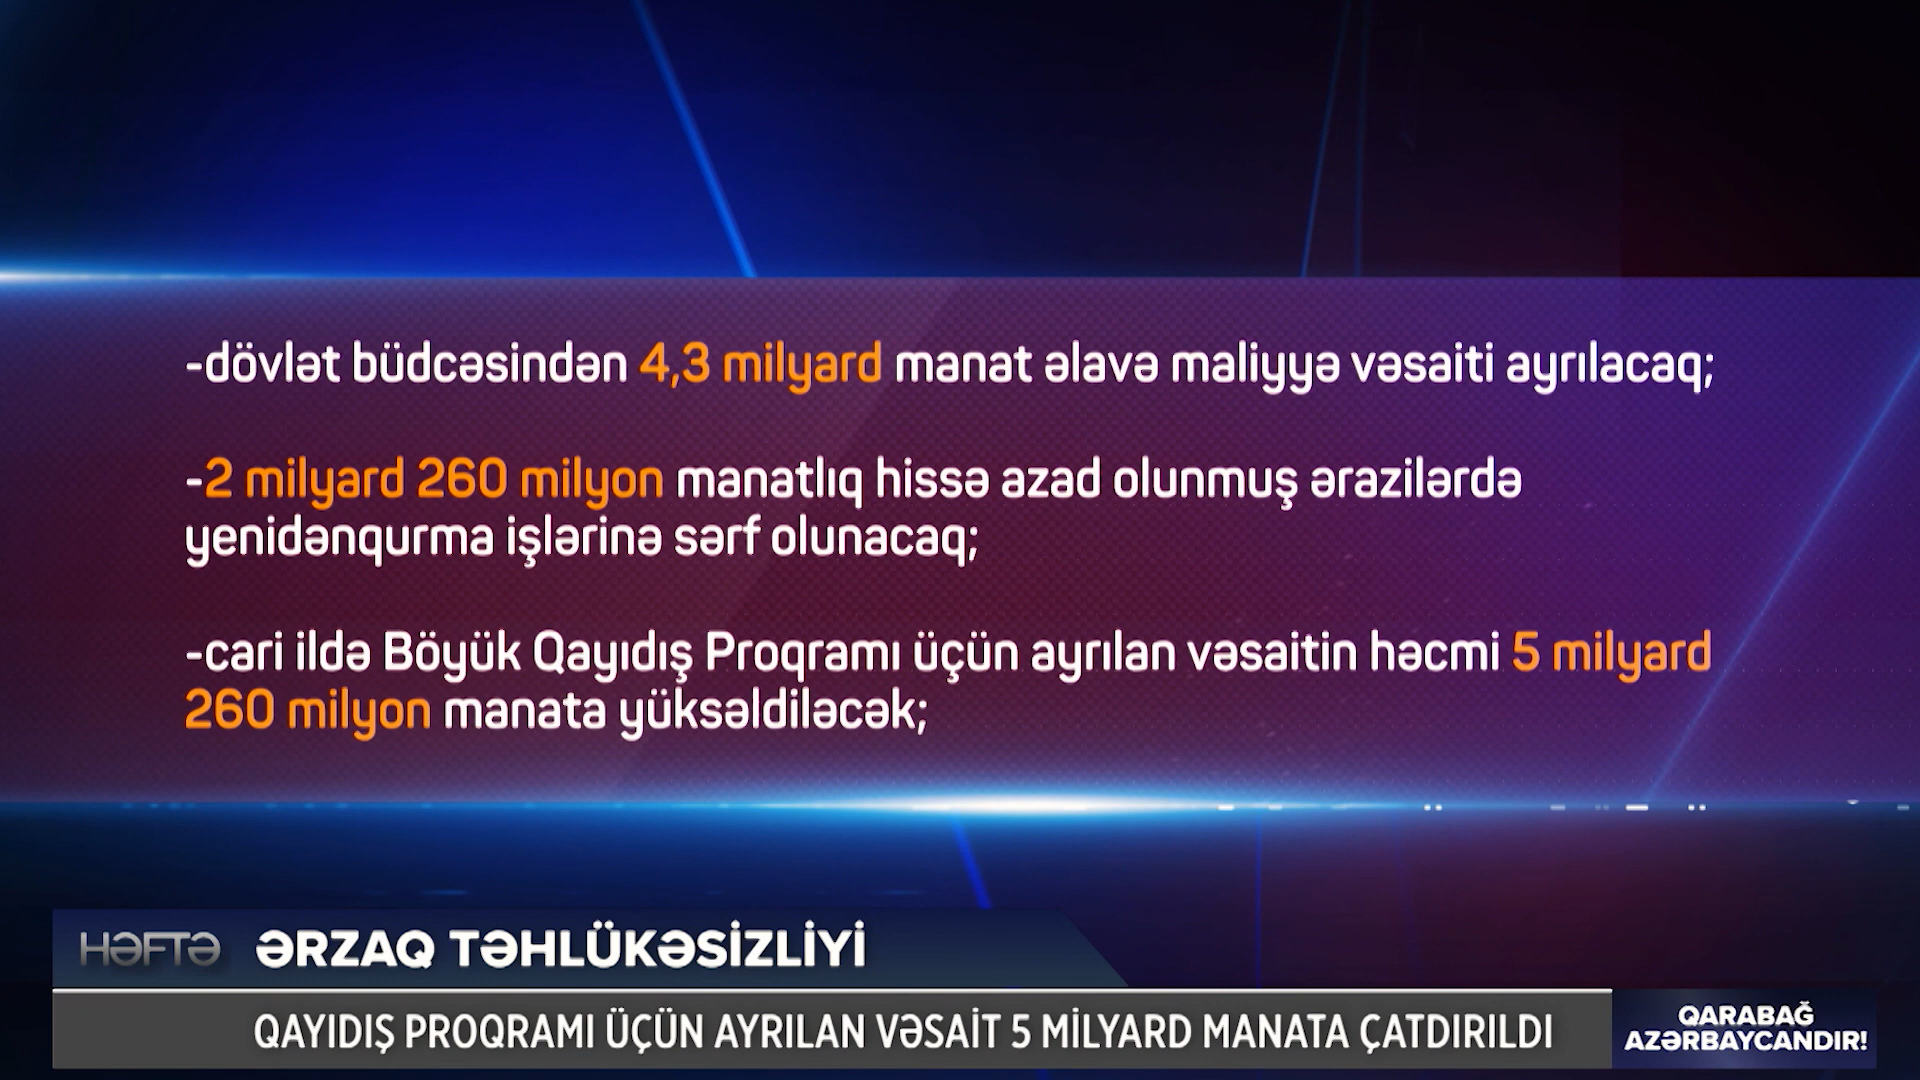 -dövlət büdcəsindən 4,3 milyard manat əlavə maliyyə vəsaiti ayrılacaq;
-2 milyard 260 milyon manatlıq hissə azad olunmuş ərazilərdə
yenidənqurma işlərinə sərf olunacaq;
-cari ildə Böyük Qayıdış Proqramı üçün ayrılan vəsaitin həcmi 5 milyard
260 milyon manata yüksəldiləcək;
HƏFTƏ ƏRZAQ TƏHLÜKƏSİZLİYİ
QAYIDIŞ PROQRAMI ÜÇÜN AYRILAN VƏSAİT 5 MİLYARD MANATA ÇATDIRILDI
QARABAĞ
AZƏRBAYCANDIR!